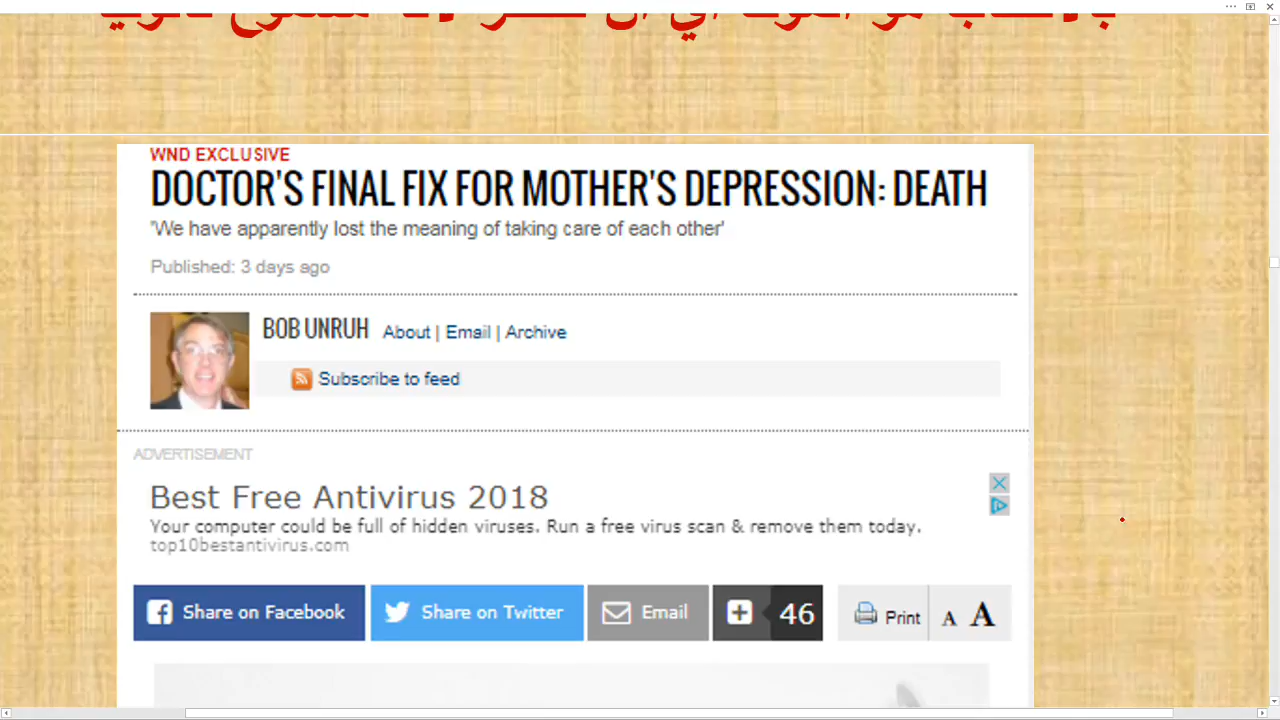 WND EXCLUSIVE
DOCTOR'S FINAL FIX FOR MOTHER'S DEPRESSION: DEATH
'We have apparently lost the meaning of taking care of each other'
Published: 3 days ago
BOB UNRUH About | Email | Archive
Subscribe to feed
ADVERTISEMENT
Best Free Antivirus 2018
Your computer could be full of hidden viruses. Run a free virus scan & remove them today.
top10bestantivirus.com
Share on Facebook Share on Twitter Email 46 Print A A